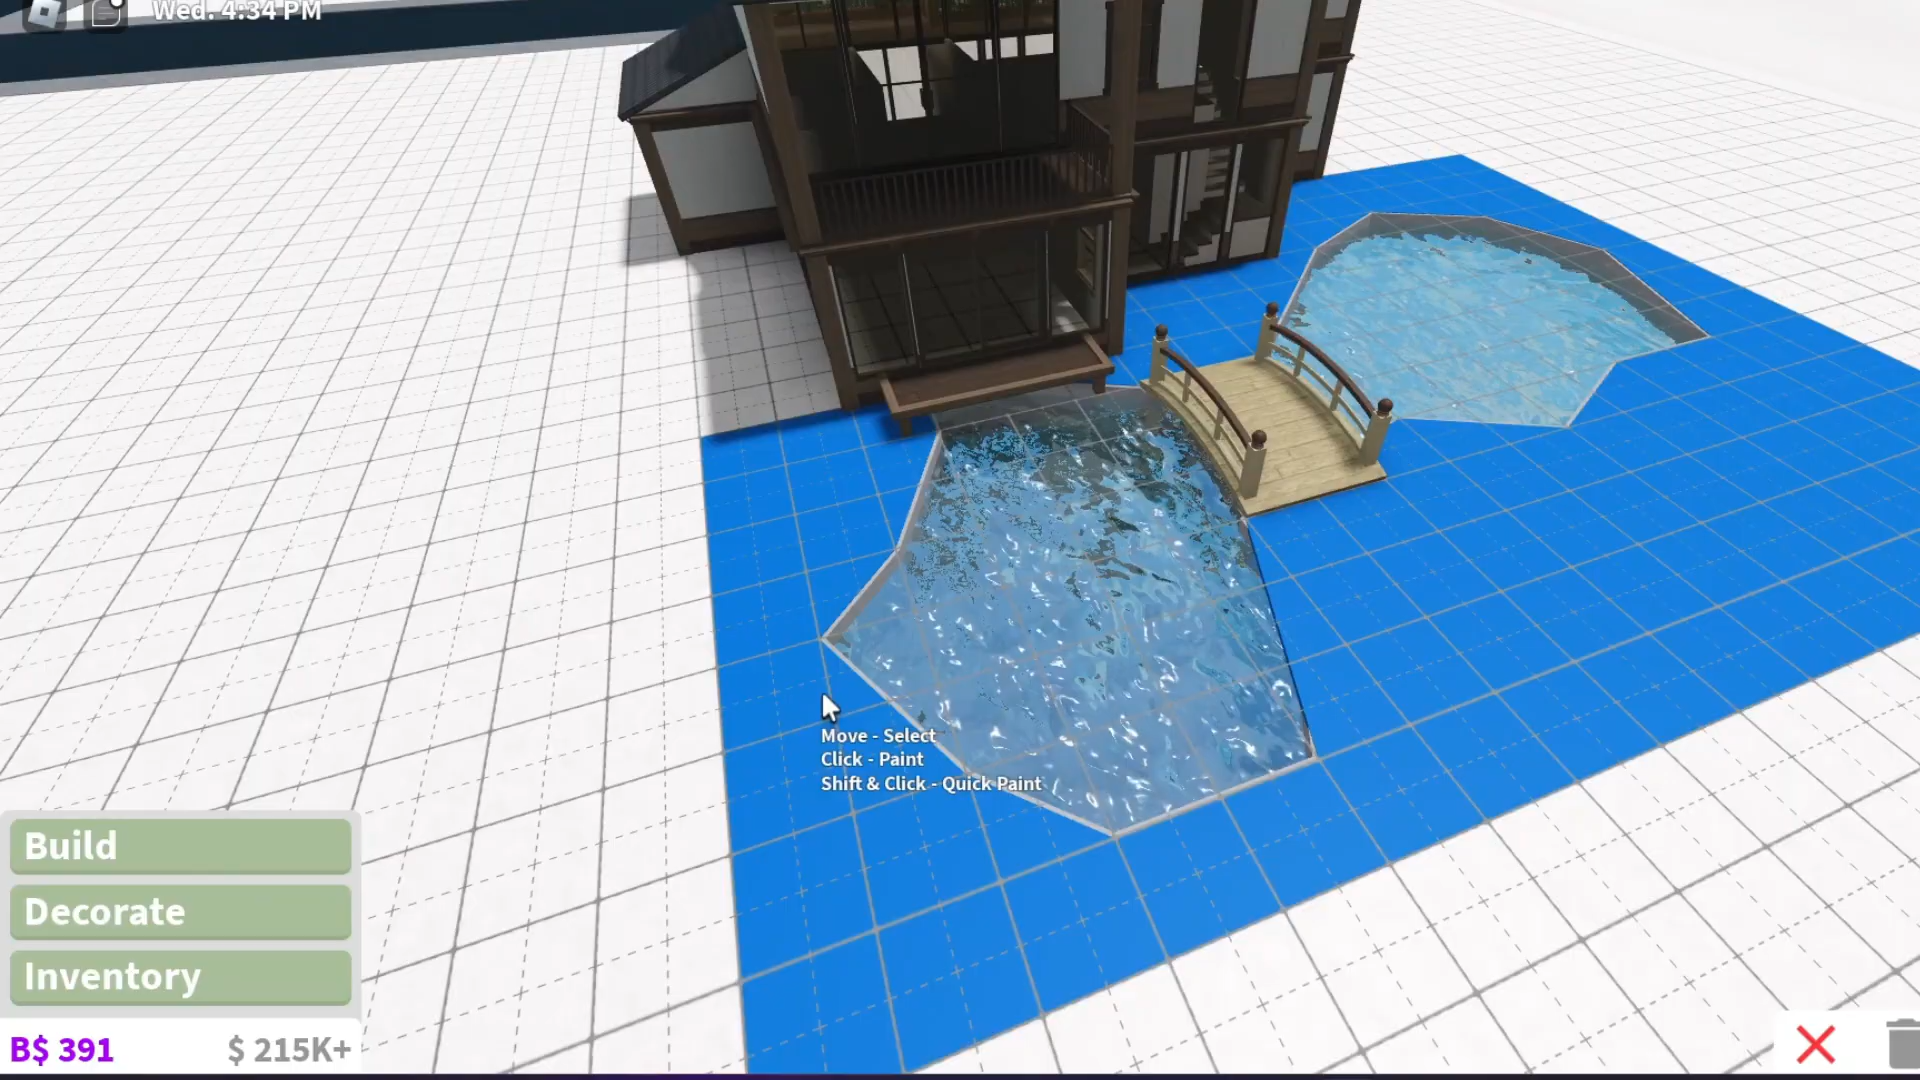 Wed. 4:34 PM
Move - Select
Click - Paint
Shift & Click - Quick Paint
Build
Decorate
Inventory
B$ 391
$ 215K+